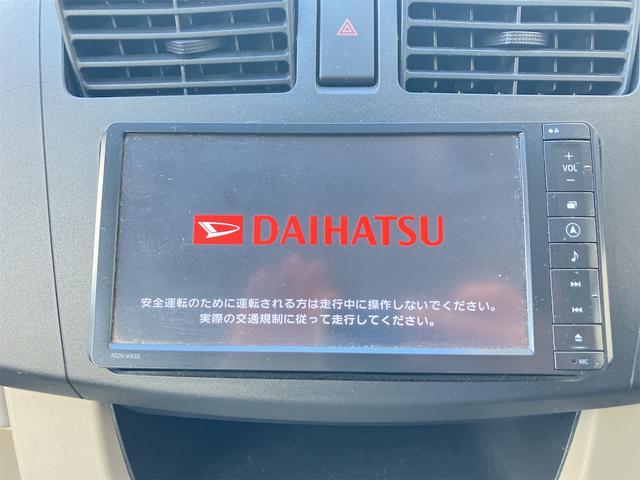 DAIHATSU
安全運転のために運転される方は走行中に操作しないでください。
実際の交通規制に従って走行してください。
VOL
NSZN-W63D
MIC